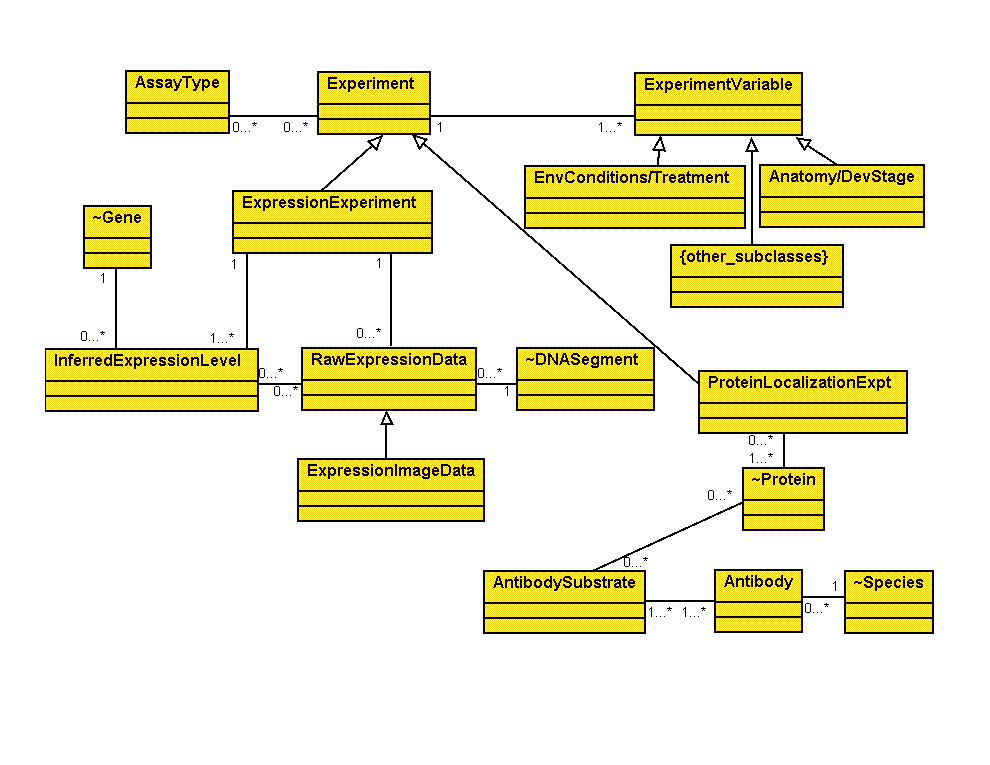 AssayType
Experiment
ExperimentVariable
0...*
0...*
1
1...*
EnvConditions/Treatment
Anatomy/DevStage
ExpressionExperiment
~Gene
{other_subclasses}
1
1
1
0...*
1...*
0...*
InferredExpressionLevel
RawExpressionData
~DNASegment
0...*
0...*
0...*
1
ProteinLocalizationExpt
0...*
1...*
ExpressionImageData
~Protein
0...*
0...*
AntibodySubstrate
Antibody
~Species
1...*
1...*
1
0...*